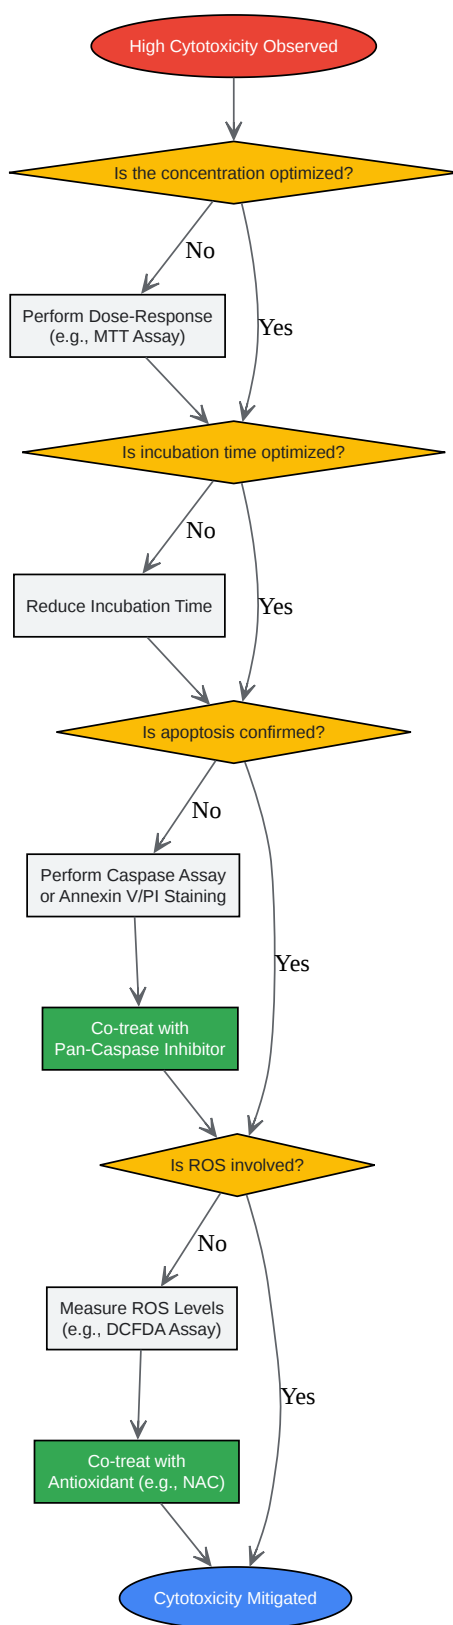 High Cytotoxicity Observed
Is the concentration optimized?
No
Perform Dose-Response
(e.g., MTT Assay)
Yes
Is incubation time optimized?
No
Reduce Incubation Time
Yes
Is apoptosis confirmed?
No
Perform Caspase Assay
or Annexin V/PI Staining
Yes
Co-treat with
Pan-Caspase Inhibitor
Is ROS involved?
No
Measure ROS Levels
(e.g., DCFDA Assay)
Yes
Co-treat with
Antioxidant (e.g., NAC)
Cytotoxicity Mitigated